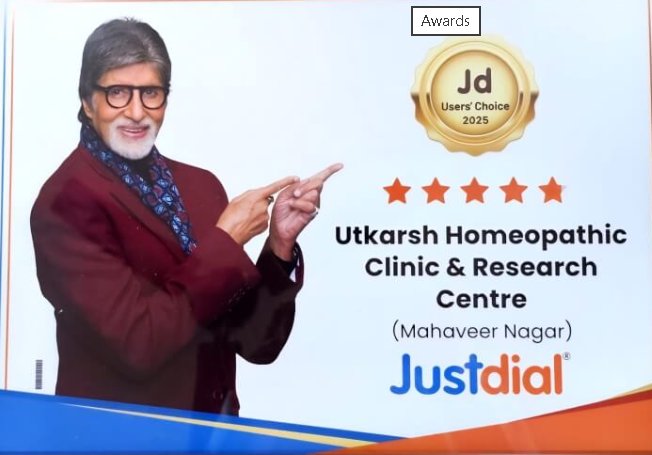 Awards
Jd
Users' Choice
2025
Utkarsh Homeopathic
Clinic & Research
Centre
(Mahaveer Nagar)
Justdial®